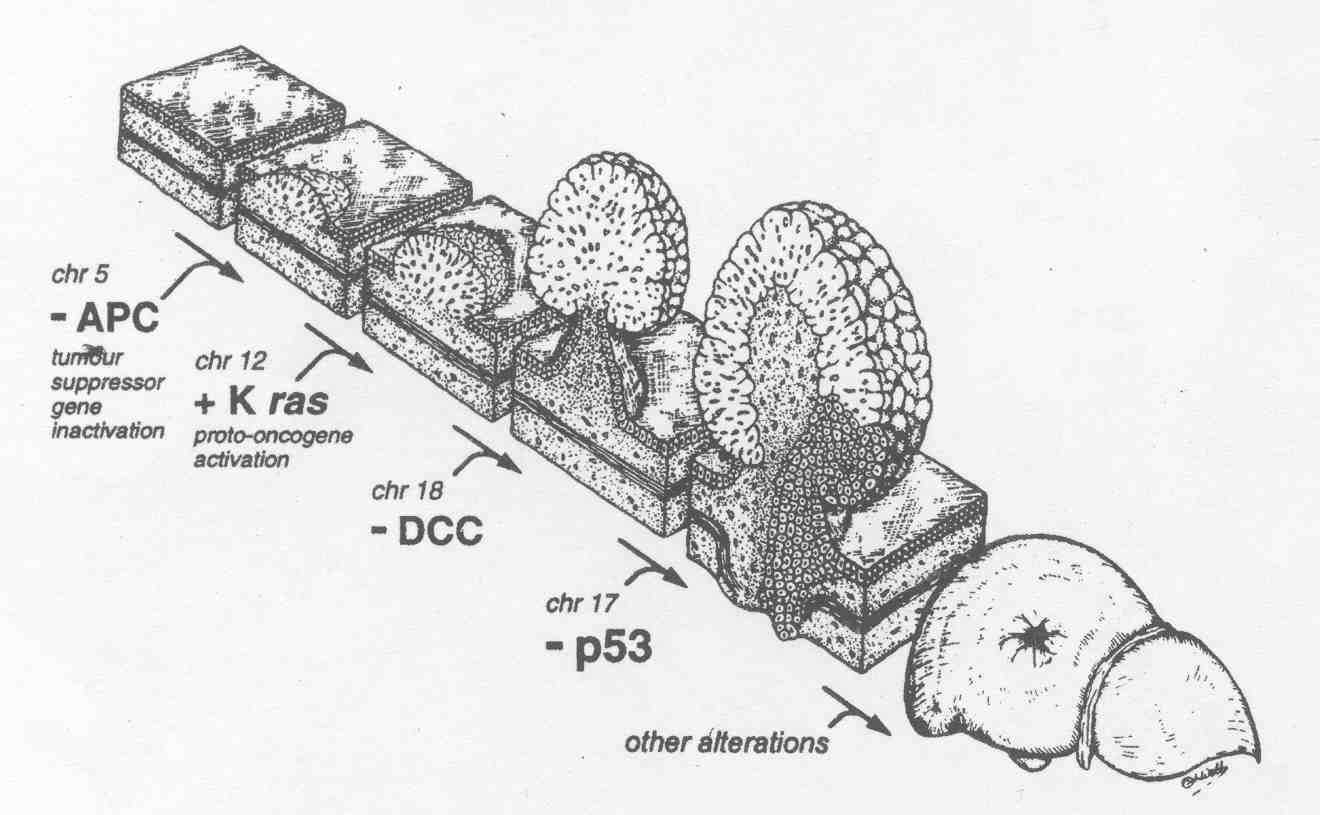 chr 5
- APC
tumour
suppressor
gene
inactivation
chr 12
+ K ras
proto-oncogene
activation
chr 18
- DCC
chr 17
- p53
other alterations